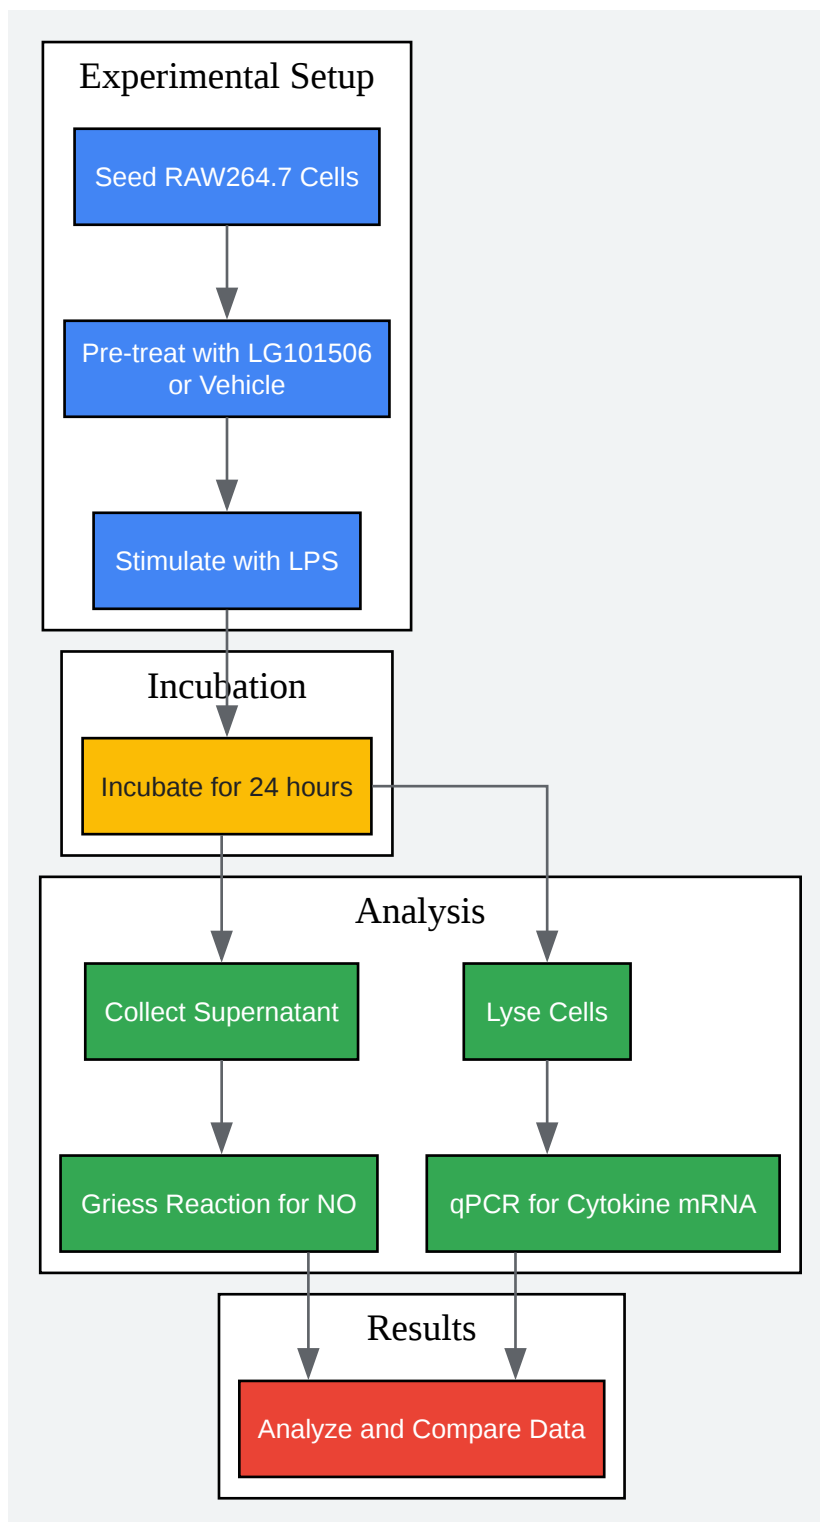 Experimental Setup
Seed RAW264.7 Cells
Pre-treat with LG101506
or Vehicle
Stimulate with LPS
Incubation
Incubate for 24 hours
Analysis
Collect Supernatant
Lyse Cells
Griess Reaction for NO
qPCR for Cytokine mRNA
Results
Analyze and Compare Data